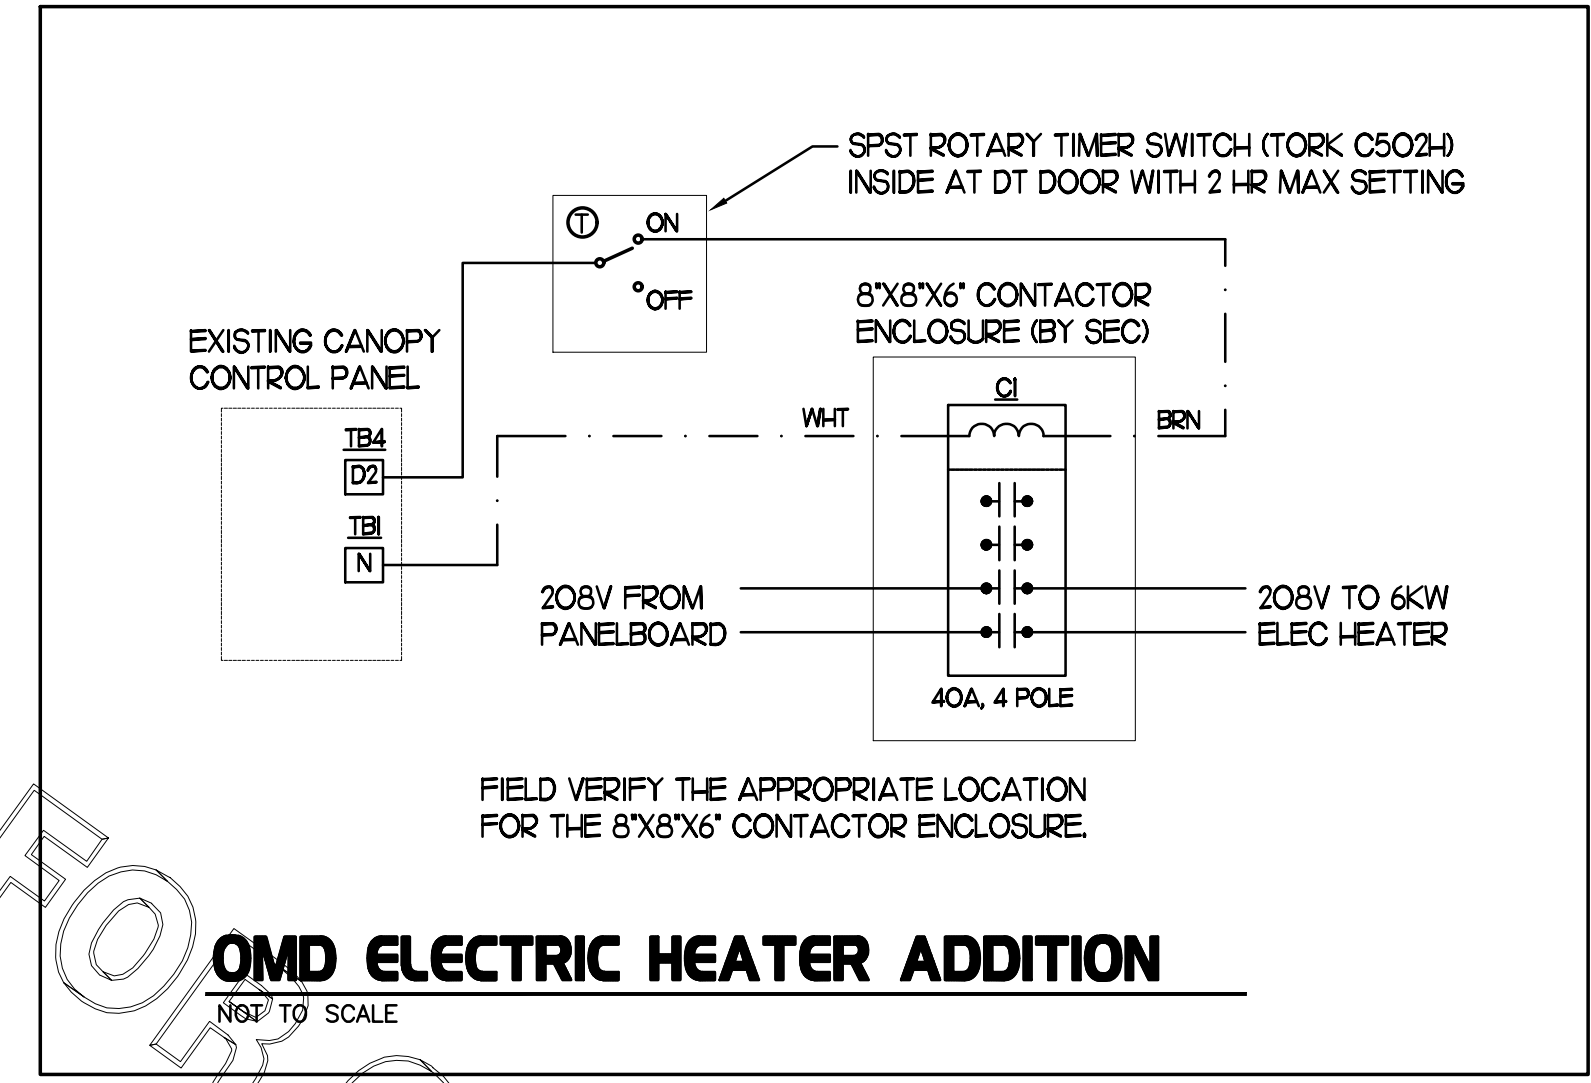 SPST ROTARY TIMER SWITCH (TORK C502H)
INSIDE AT DT DOOR WITH 2 HR MAX SETTING
T
ON
OFF
8"X8"X6" CONTACTOR
ENCLOSURE (BY SEC)
EXISTING CANOPY
CONTROL PANEL
C1
WHT
BRN
TB4
D2
TB1
N
208V FROM
PANELBOARD
208V TO 6KW
ELEC HEATER
40A, 4 POLE
FIELD VERIFY THE APPROPRIATE LOCATION
FOR THE 8"X8"X6" CONTACTOR ENCLOSURE.
FOR
OMD ELECTRIC HEATER ADDITION
NOT TO SCALE